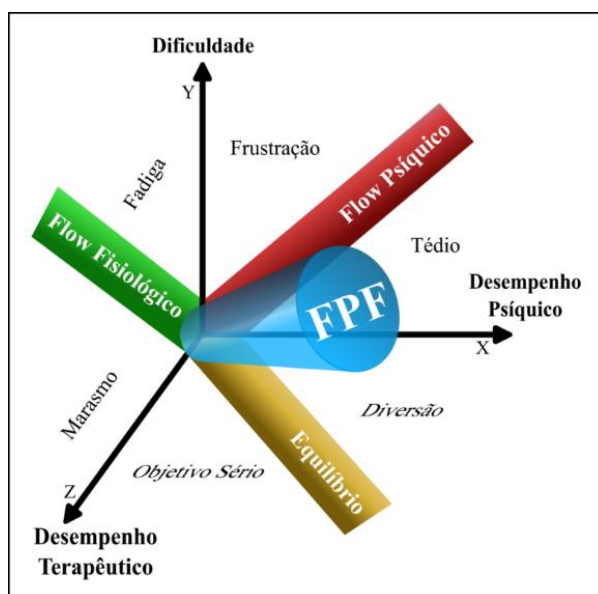 Dificuldade
Y
Frustração
Fadiga
Flow Psíquico
Flow Fisiológico
Tédio
FPF
Desempenho
Psíquico
X
Marasmo
Diversão
Equilíbrio
Objetivo Sério
Z
Desempenho
Terapêutico